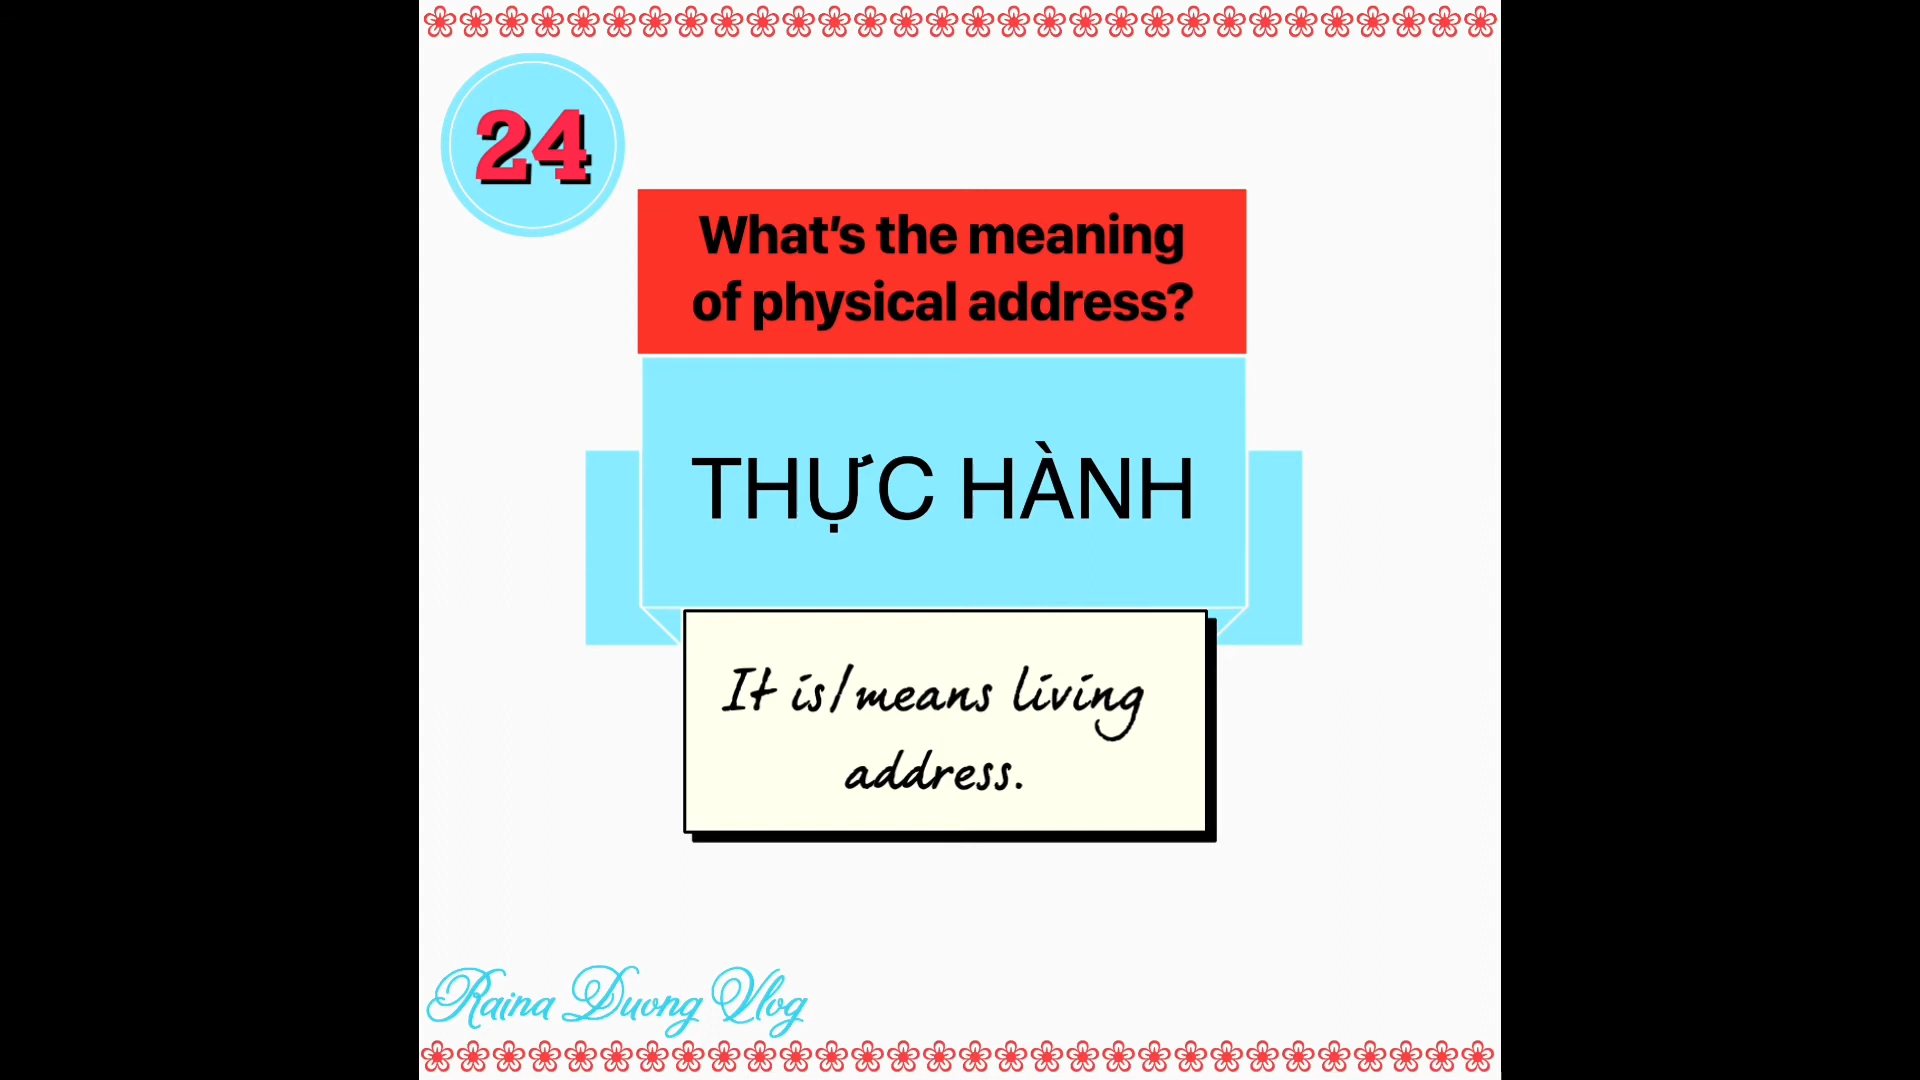 24
What's the meaning
of physical address?
THỰC HÀNH
It is/means living
address.
Raina Duong Vlog